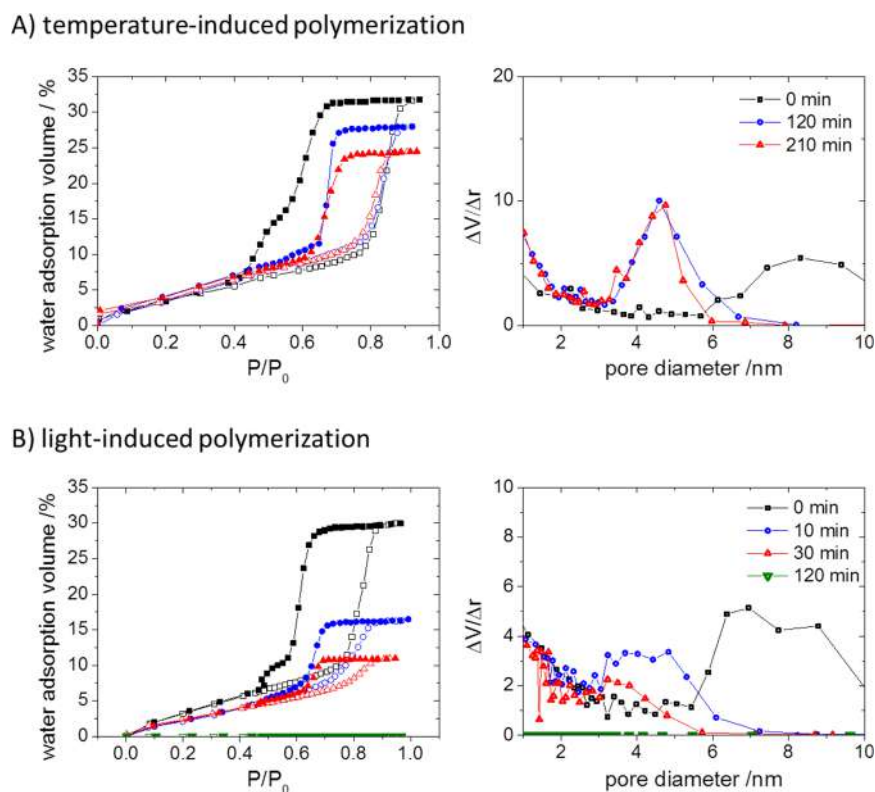 A) temperature-induced polymerization
water adsorption volume / %
35
30
25
20
15
10
5
0
0.0 0.2 0.4 0.6 0.8 1.0
P/P0
ΔV/Δr
20
10
0
2 4 6 8 10
pore diameter /nm
0 min
120 min
210 min
B) light-induced polymerization
water adsorption volume /%
35
30
25
20
15
10
5
0
0.0 0.2 0.4 0.6 0.8 1.0
P/P0
ΔV/Δr
10
8
6
4
2
0
2 4 6 8 10
pore diameter /nm
0 min
10 min
30 min
120 min